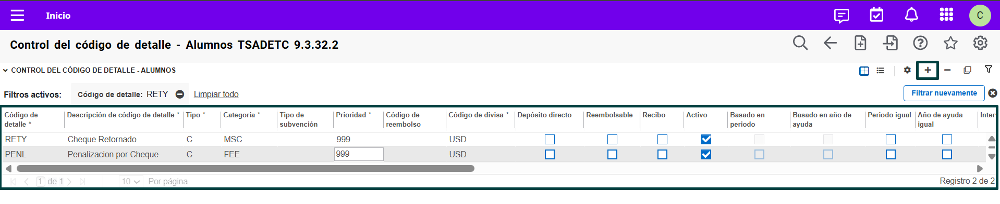 Inicio
C
Control del código de detalle - Alumnos TSADETC 9.3.32.2
CONTROL DEL CÓDIGO DE DETALLE - ALUMNOS
Filtros activos: Código de detalle: RETY Limpiar todo Filtrar nuevamente
Código de detalle * Descripción de código de detalle * Tipo * Categoría * Tipo de subvención Prioridad * Código de reembolso Código de divisa * Depósito directo Reembolsable Recibo Activo Basado en periodo Basado en año de ayuda Periodo igual Año de ayuda igual Inter
RETY Cheque Retornado C MSC 999 USD
PENL Penalizacion por Cheque C FEE 999 USD
1 de 1 10 Por página Registro 2 de 2